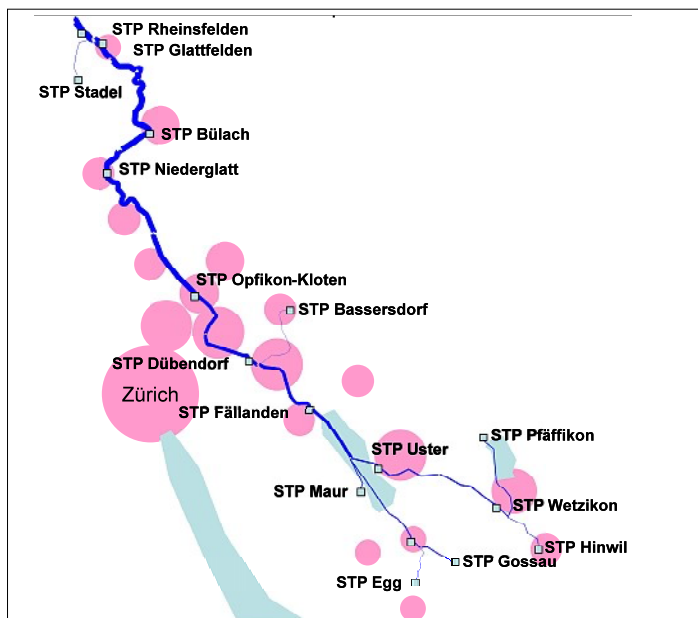 STP Rheinsfelden
STP Glattfelden
STP Stadel
STP Bülach
STP Niederglatt
STP Opfikon-Kloten
STP Bassersdorf
STP Dübendorf
Zürich
STP Fällanden
STP Uster
STP Pfäffikon
STP Maur
STP Wetzikon
STP Hinwil
STP Gossau
STP Egg